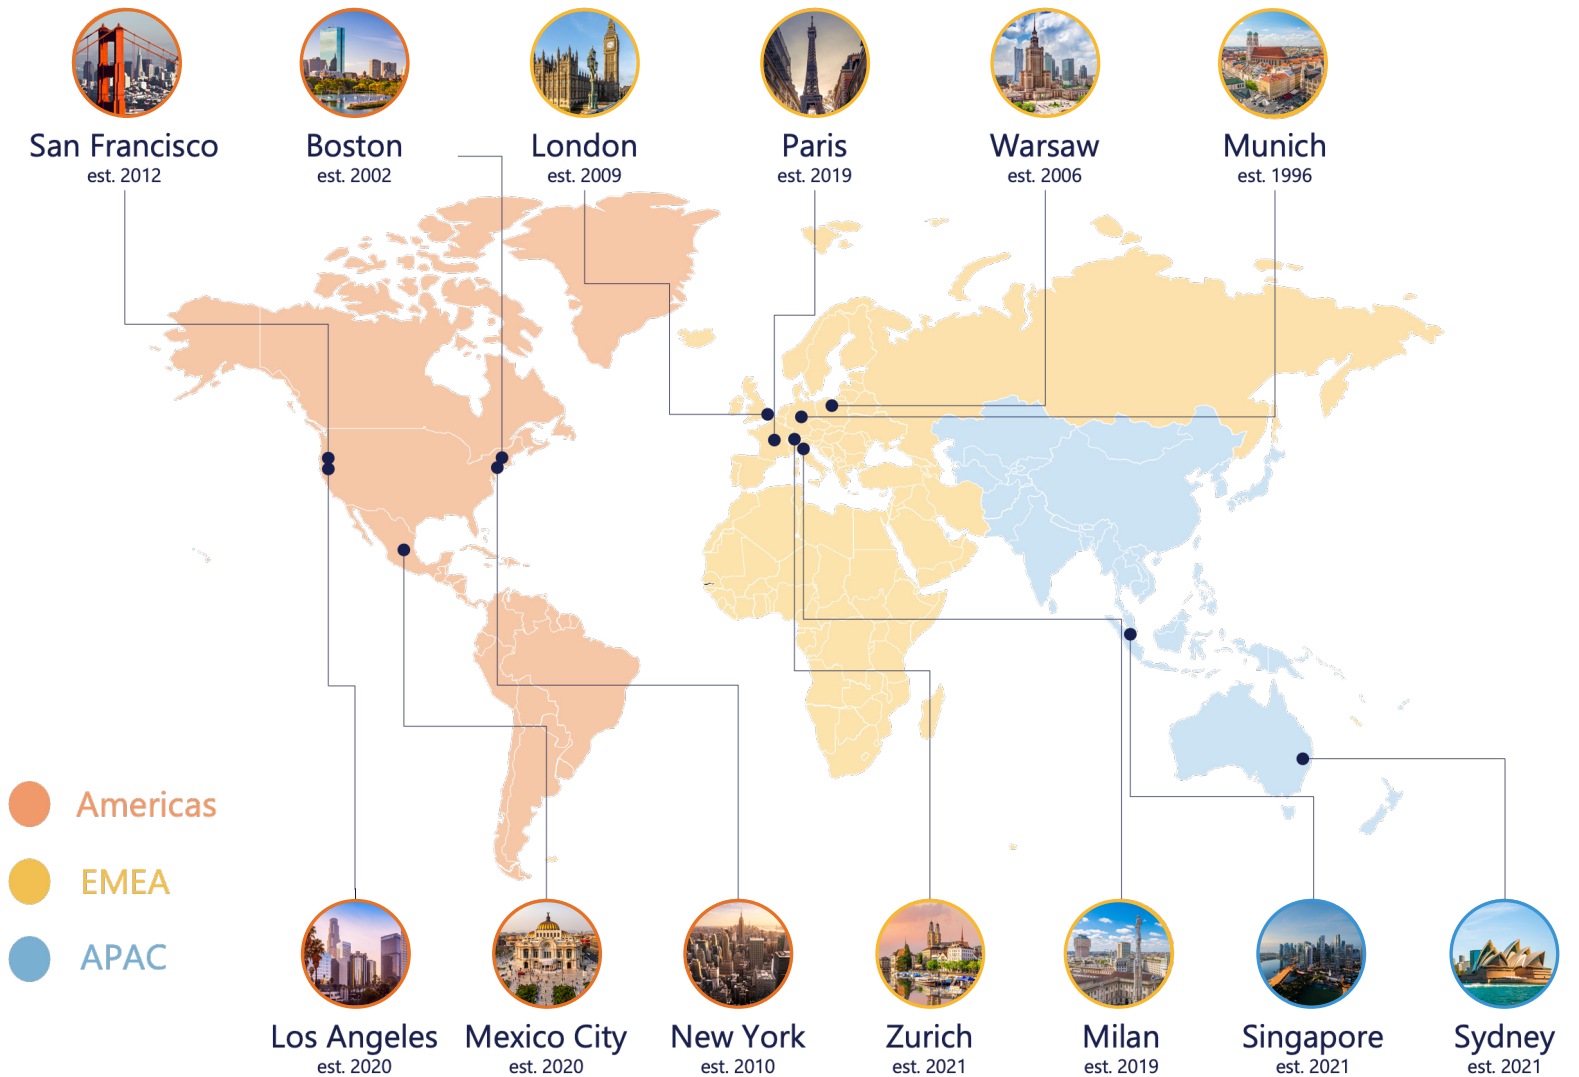 San Francisco
est. 2012
Boston
est. 2002
London
est. 2009
Paris
est. 2019
Warsaw
est. 2006
Munich
est. 1996
Americas
EMEA
APAC
Los Angeles
est. 2020
Mexico City
est. 2020
New York
est. 2010
Zurich
est. 2021
Milan
est. 2019
Singapore
est. 2021
Sydney
est. 2021